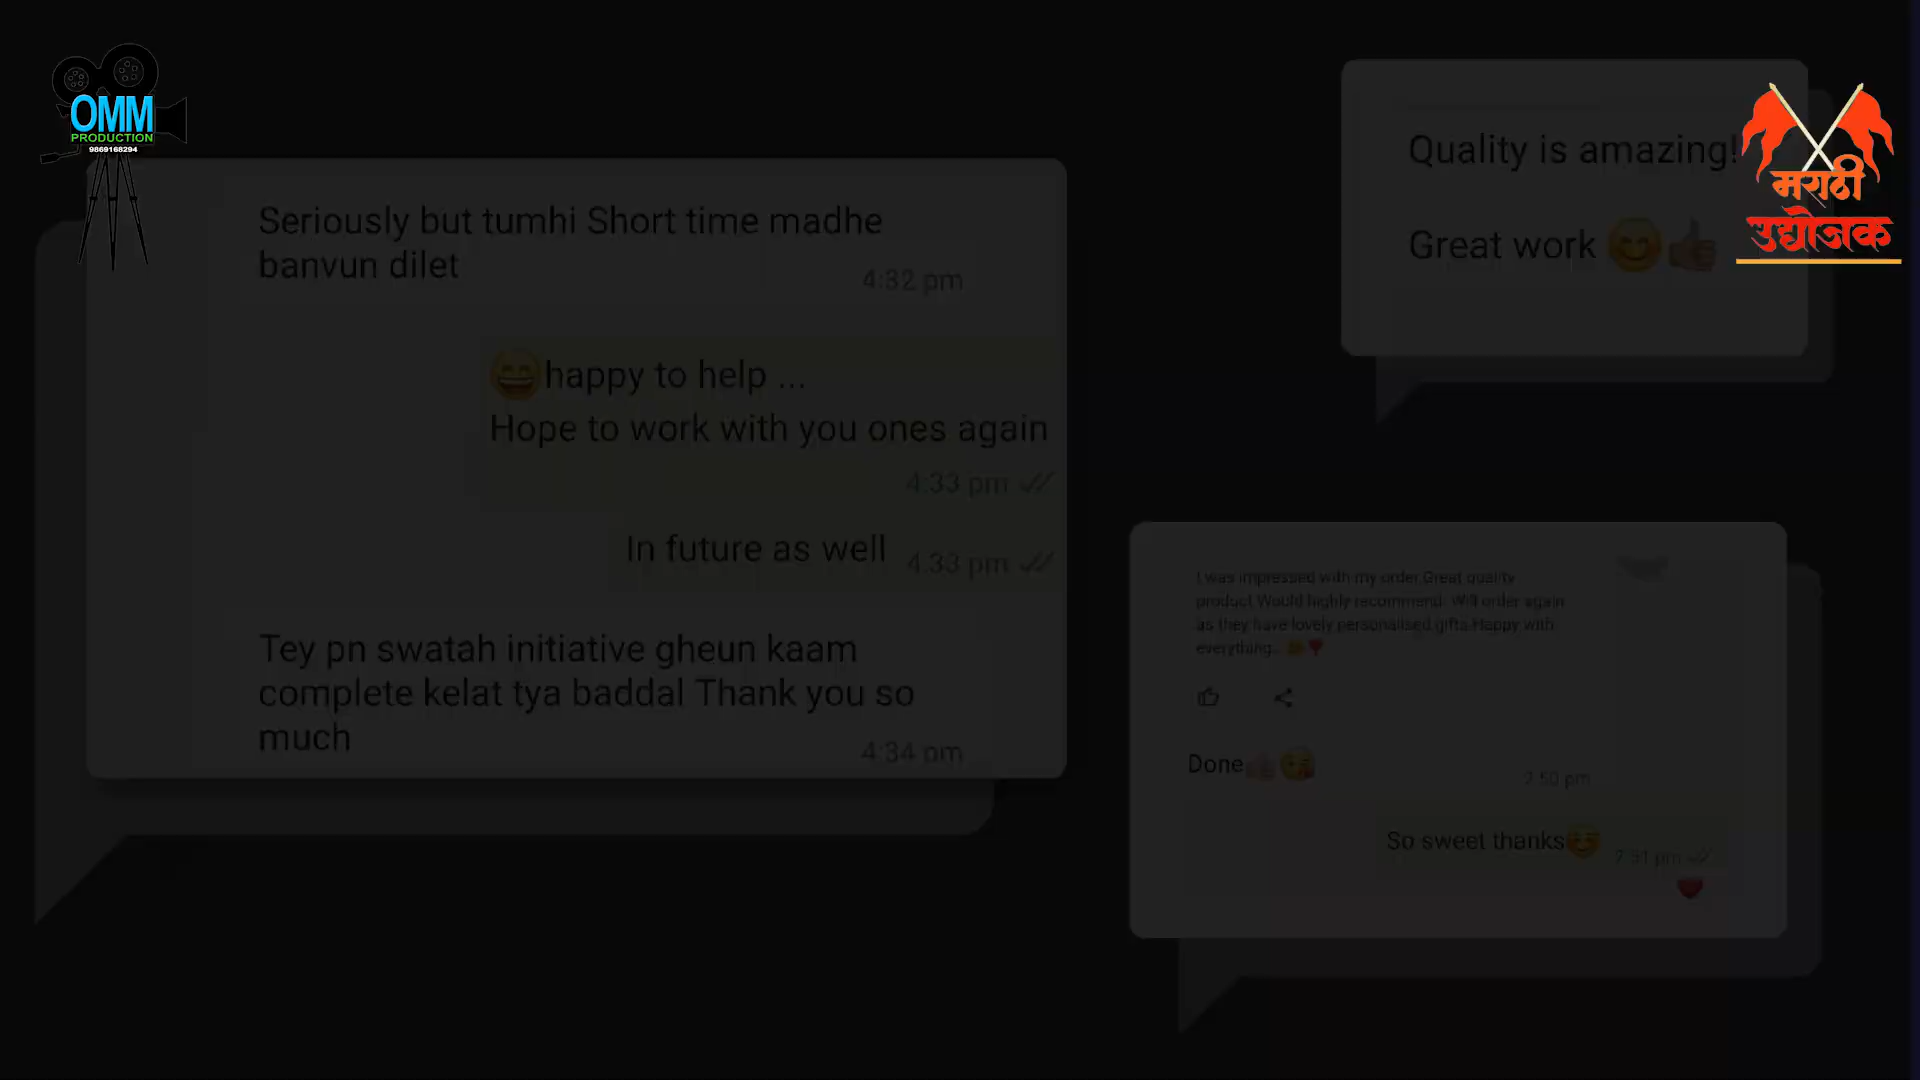 OMM
PRODUCTION
9869168294
Seriously but tumhi Short time madhe
banvun dilet
4:32 pm
😄happy to help ...
Hope to work with you ones again
4:33 pm
In future as well 4:33 pm
Tey pn swatah initiative gheun kaam
complete kelat tya baddal Thank you so
much
4:34 pm
Quality is amazing!
Great work 😊👍
मराठी
उद्योजक
I was impressed with my order.Great quality
product.Would highly recommend. Will order again
as they have lovely personalised gifts.Happy with
everything..
Done👍😘
So sweet thanks☺️
7:51 pm